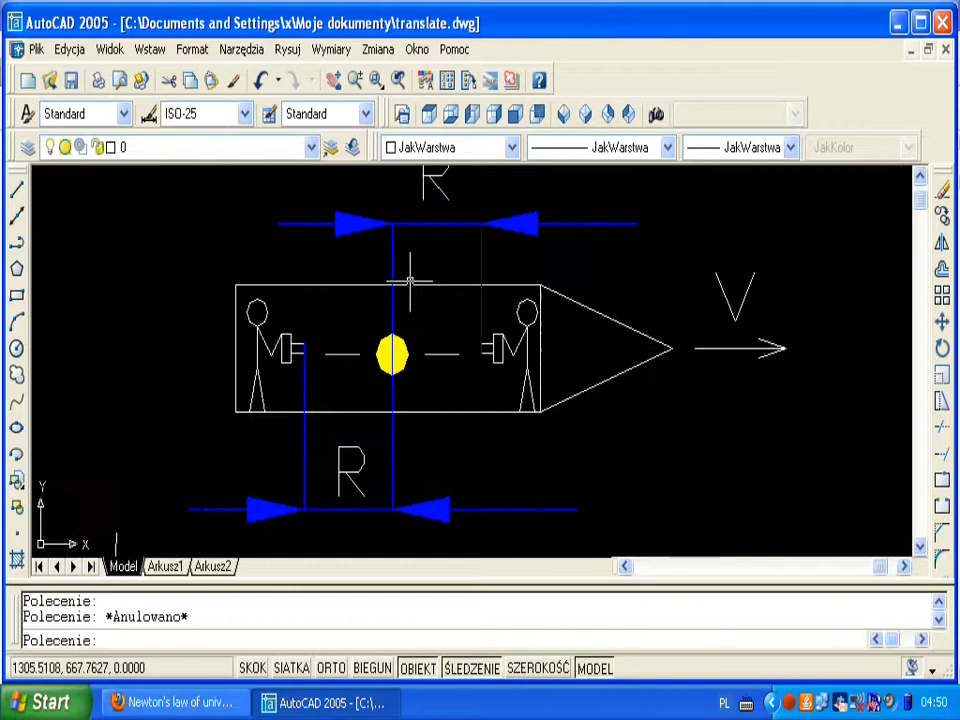 AutoCAD 2005 - [C:\Documents and Settings\x\Moje dokumenty\translate.dwg]
Plik Edycja Widok Wstaw Format Narzędzia Rysuj Wymiary Zmiana Okno Pomoc
Standard ISO-25 Standard
0 JakWarstwa JakWarstwa JakWarstwa JakKolor
R
V
R
Y
X
Model Arkusz1 Arkusz2
Polecenie:
Polecenie: *Anulowano*
Polecenie:
1305.5108, 667.7627, 0.0000 SKOK SIATKA ORTO BIEGUN OBIEKT ŚLEDZENIE SZEROKOŚĆ MODEL
Start Newton's law of univ... AutoCAD 2005 - [C:\... PL 04:50